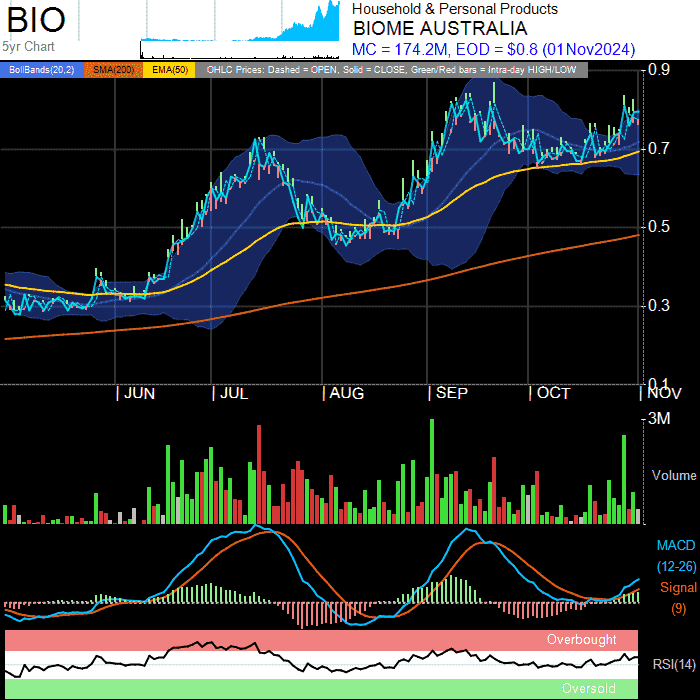 BIO
5yr Chart
Household & Personal Products
BIOME AUSTRALIA
MC = 174.2M, EOD = $0.8 (01Nov2024)
BollBands(20,2) SMA(200) EMA(50) OHLC Prices: Dashed = OPEN, Solid = CLOSE, Green/Red bars = Intra-day HIGH/LOW
0.9
0.7
0.5
0.3
0.1
JUN JUL AUG SEP OCT NOV
3M
Volume
MACD
(12-26)
Signal
(9)
Overbought
RSI(14)
Oversold